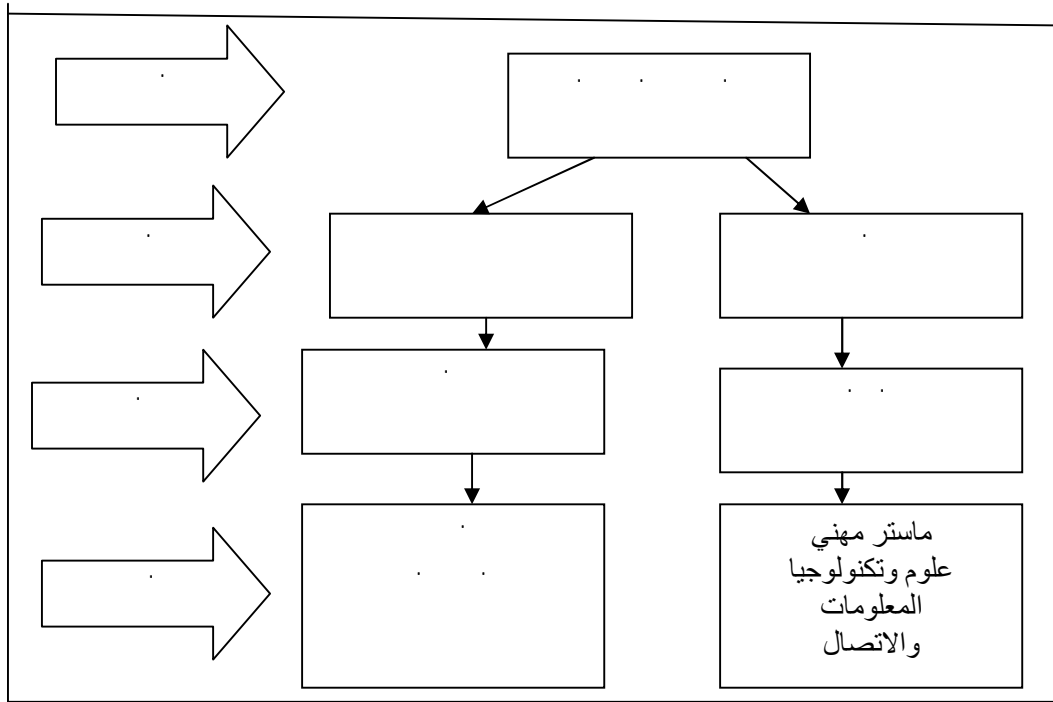 ماستر مهني
علوم وتكنولوجيا
المعلومات
والاتصال